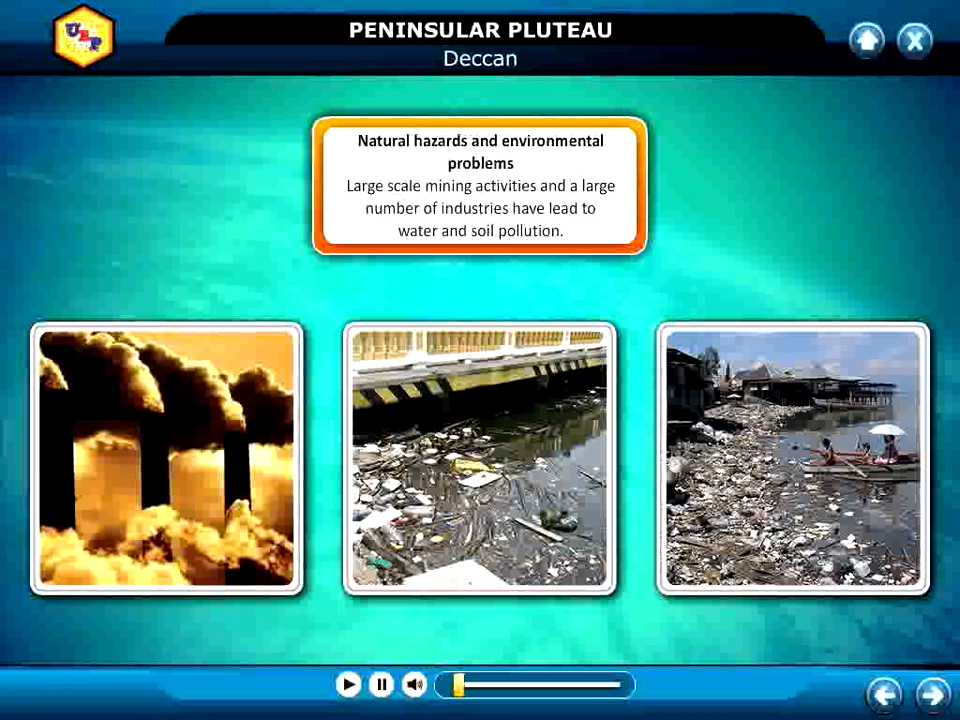 PENINSULAR PLUTEAU
Deccan
Natural hazards and environmental
problems
Large scale mining activities and a large
number of industries have lead to
water and soil pollution.